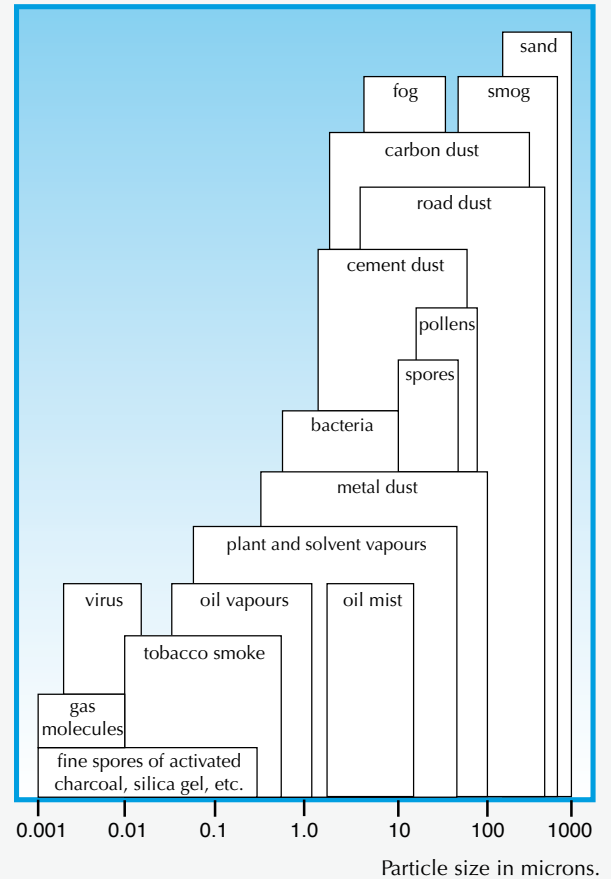 sand
fog
smog
carbon dust
road dust
cement dust
pollens
spores
bacteria
metal dust
plant and solvent vapours
virus
oil vapours
oil mist
tobacco smoke
gas
molecules
fine spores of activated
charcoal, silica gel, etc.
0.001 0.01 0.1 1.0 10 100 1000
Particle size in microns.